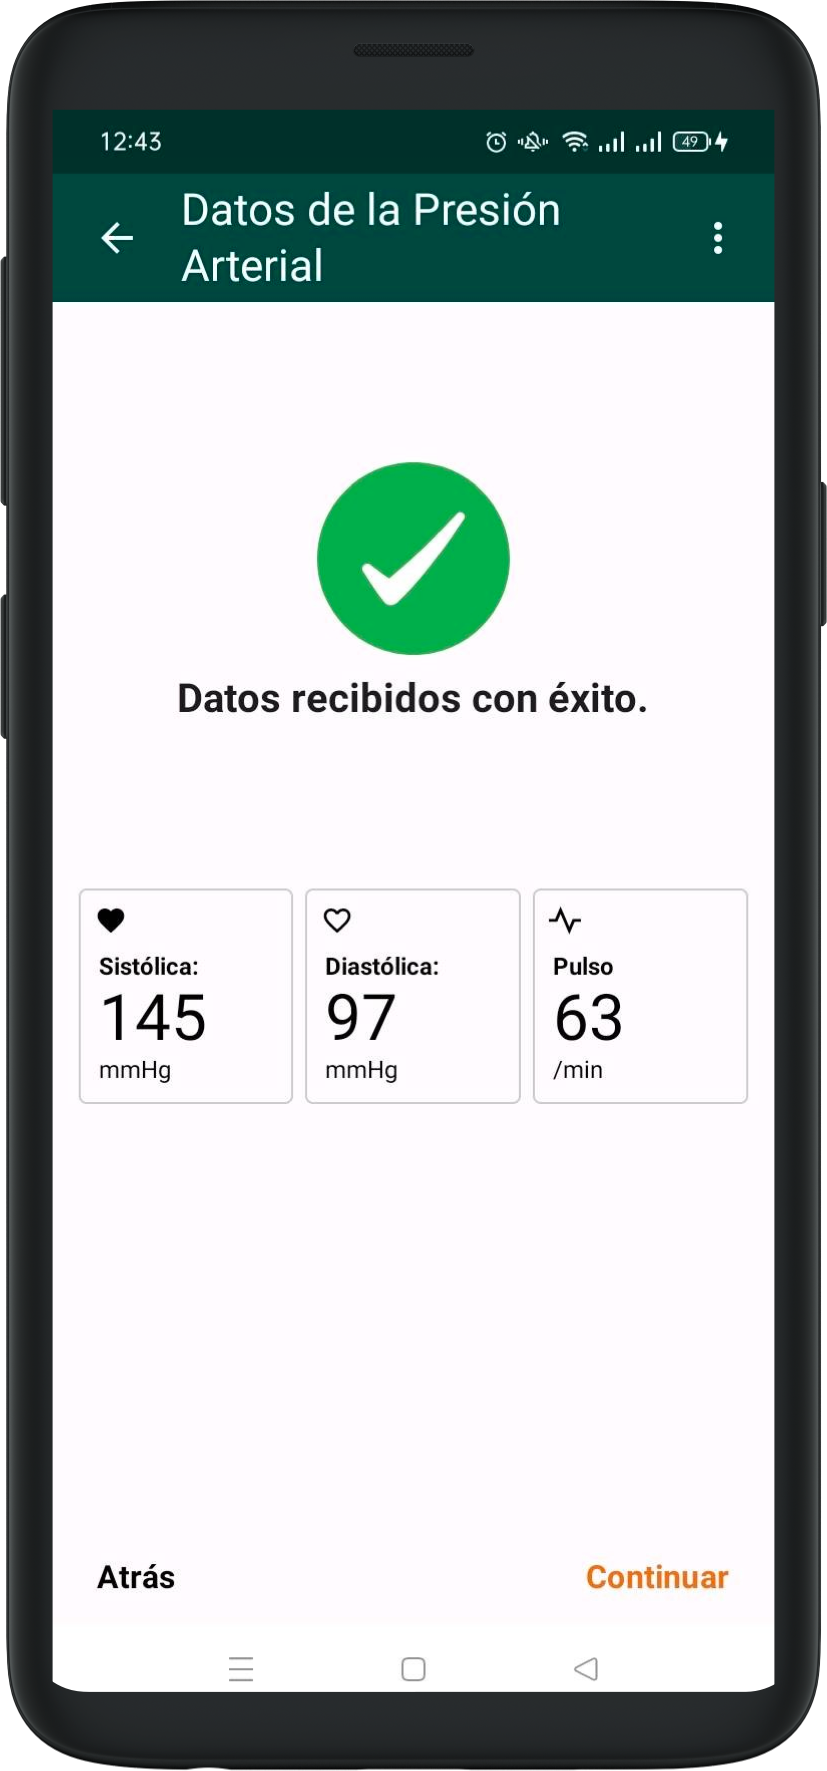 12:43
49
Datos de la Presión
Arterial
Datos recibidos con éxito.
Sistólica:
145
mmHg
Diastólica:
97
mmHg
Pulso
63
/min
Atrás
Continuar